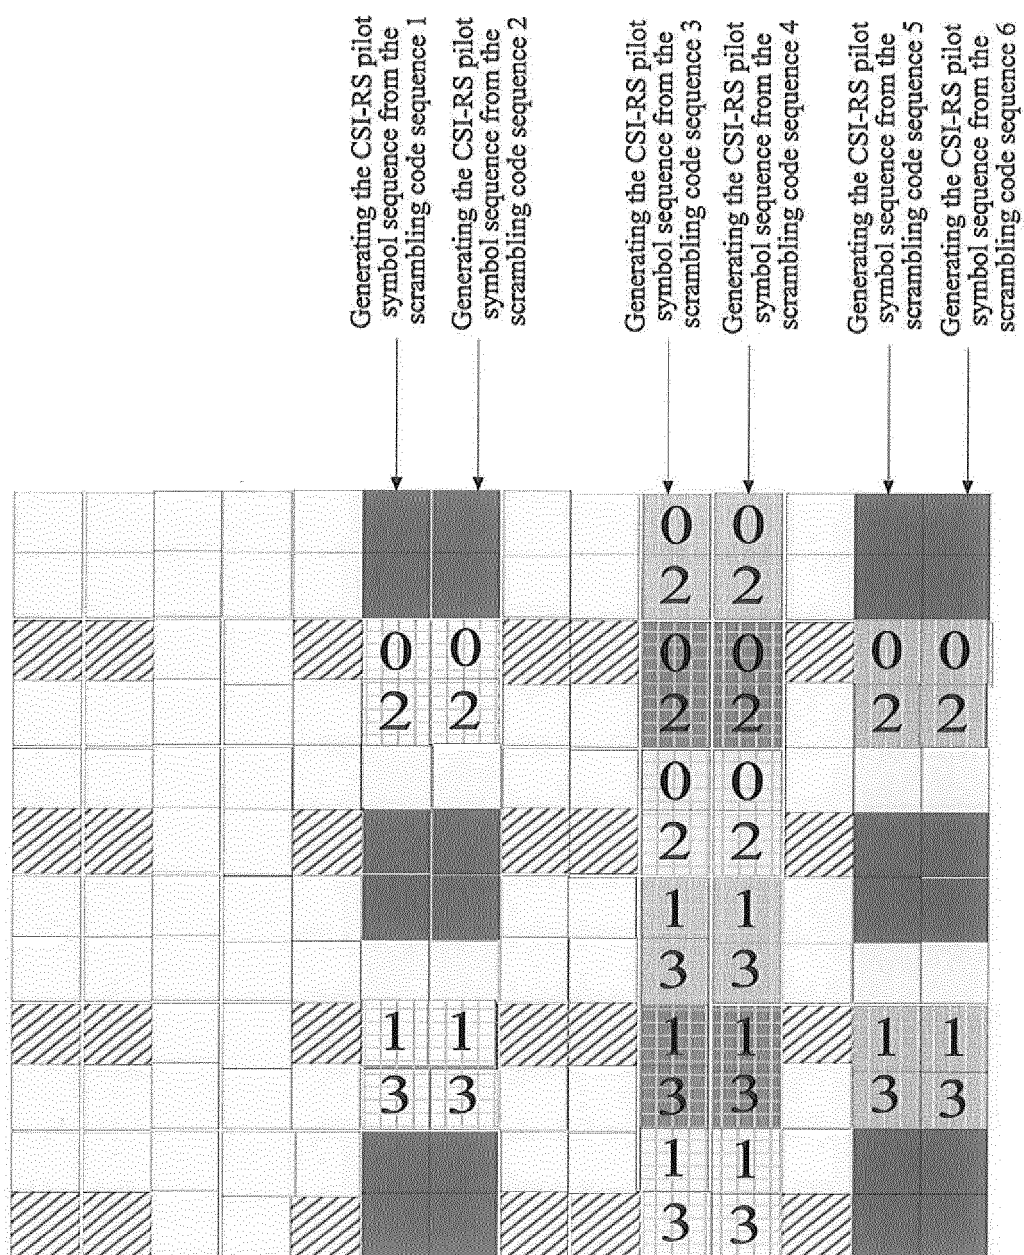 Generating the CSI-RS pilot
symbol sequence from the
scrambling code sequence 1
Generating the CSI-RS pilot
symbol sequence from the
scrambling code sequence 2
Generating the CSI-RS pilot
symbol sequence from the
scrambling code sequence 3
Generating the CSI-RS pilot
symbol sequence from the
scrambling code sequence 4
Generating the CSI-RS pilot
symbol sequence from the
scrambling code sequence 5
Generating the CSI-RS pilot
symbol sequence from the
scrambling code sequence 6
0 0
2 2
0 0 0 0 0 0
2 2 2 2 2 2
0 0
2 2
1 1
3 3
1 1 1 1 1 1
3 3 3 3 3 3
1 1
3 3